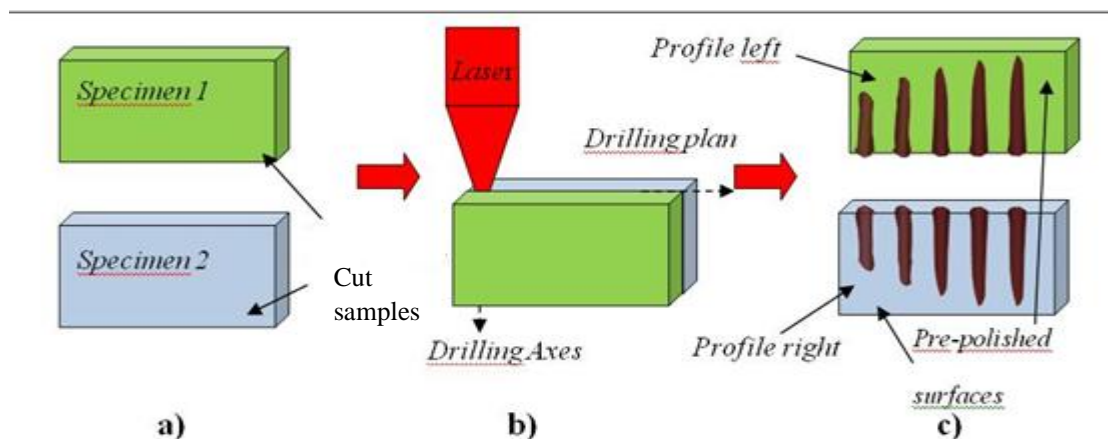 Specimen 1
Specimen 2
Cut
samples
a)
Laser
Drilling plan
Drilling Axes
b)
Profile left
Profile right
Pre-polished
surfaces
c)